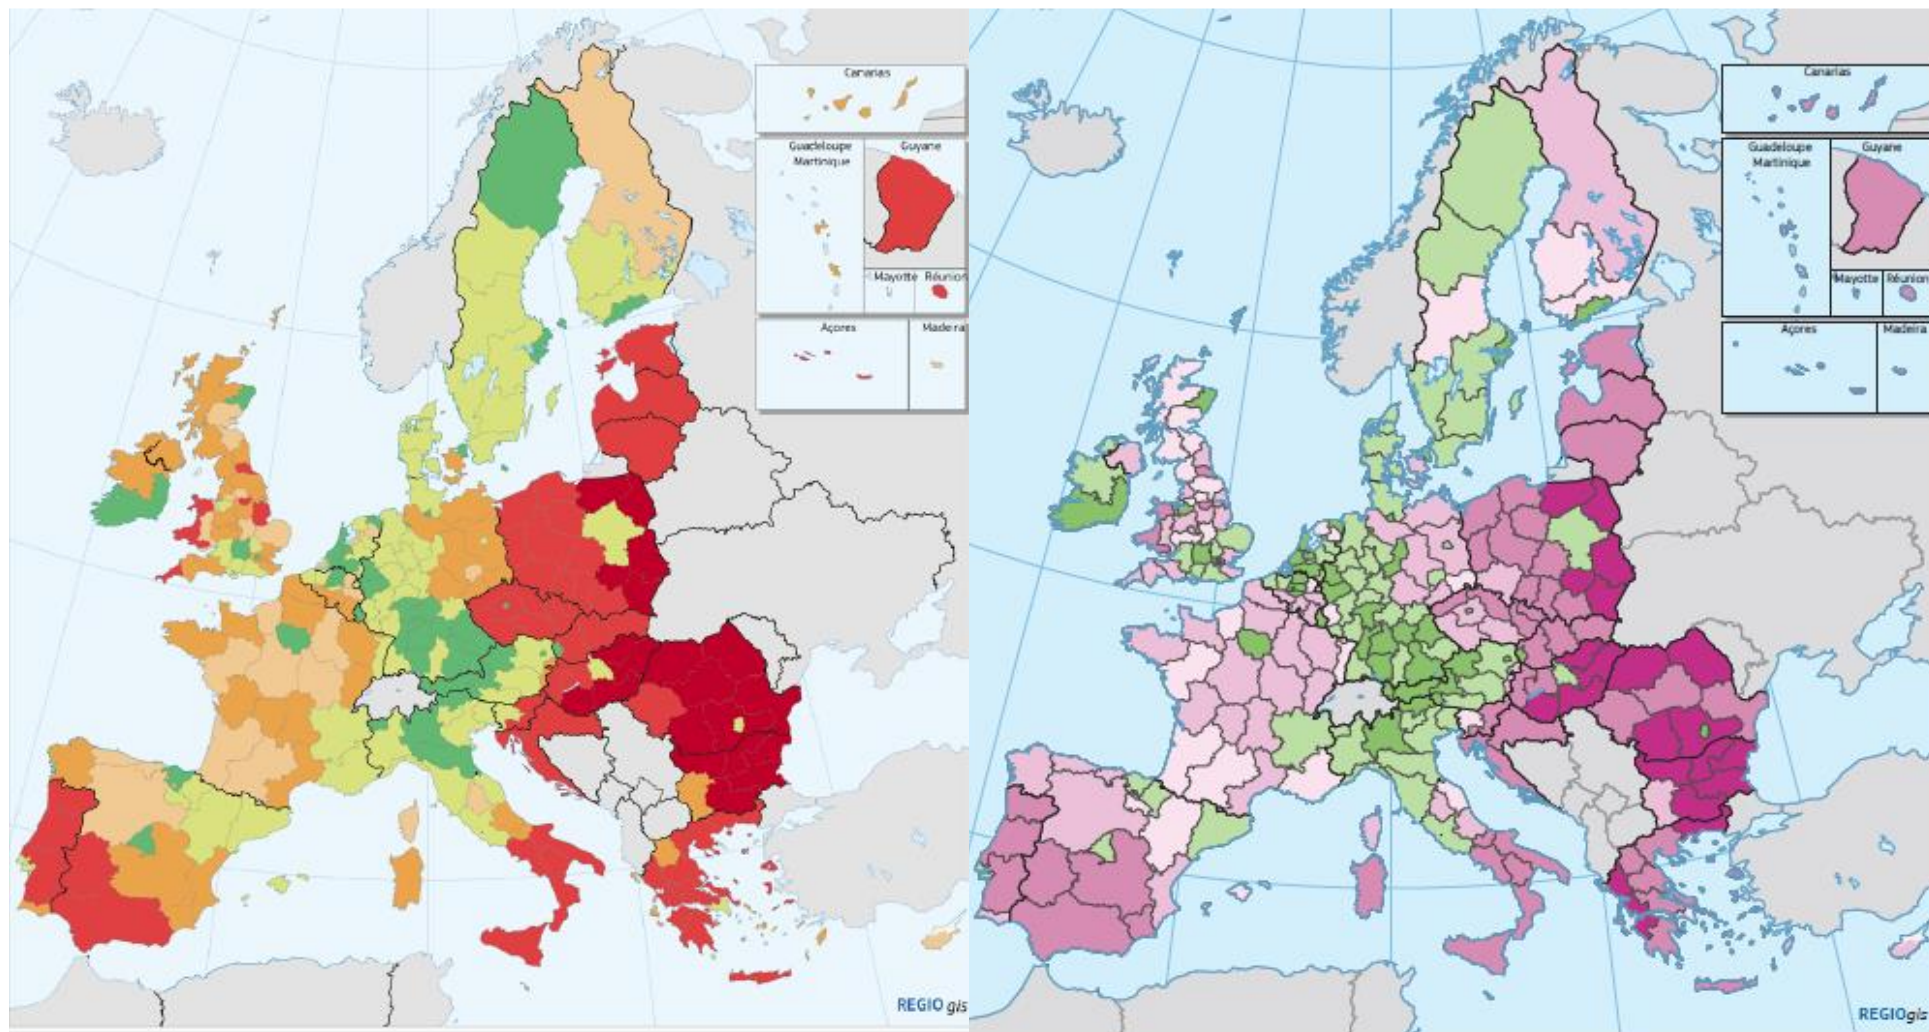 Canarias
Guadeloupe
Martinique
Guyane
Mayotte
Réunion
Açores
Madeira
REGIOgis
Canarias
Guadeloupe
Martinique
Guyane
Mayotte
Réunion
Açores
Madeira
REGIOgis